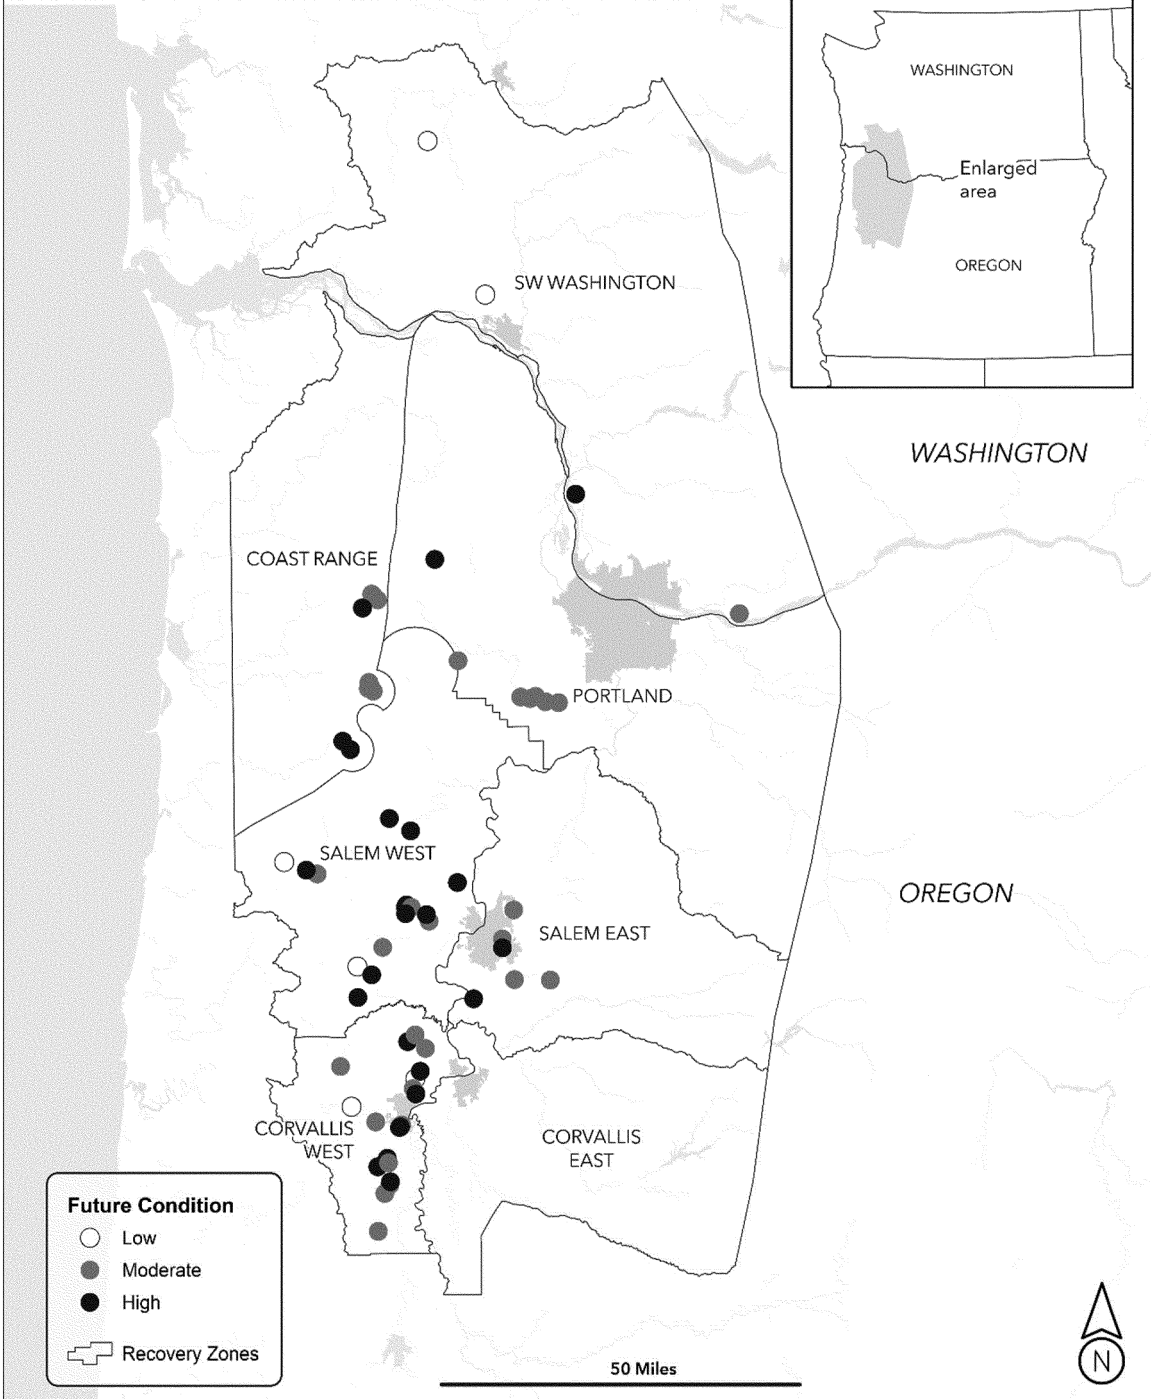 WASHINGTON
Enlarged
area
OREGON
SW WASHINGTON
WASHINGTON
COAST RANGE
PORTLAND
SALEM WEST
OREGON
SALEM EAST
CORVALLIS
WEST
CORVALLIS
EAST
Future Condition
Low
Moderate
High
Recovery Zones
50 Miles
N